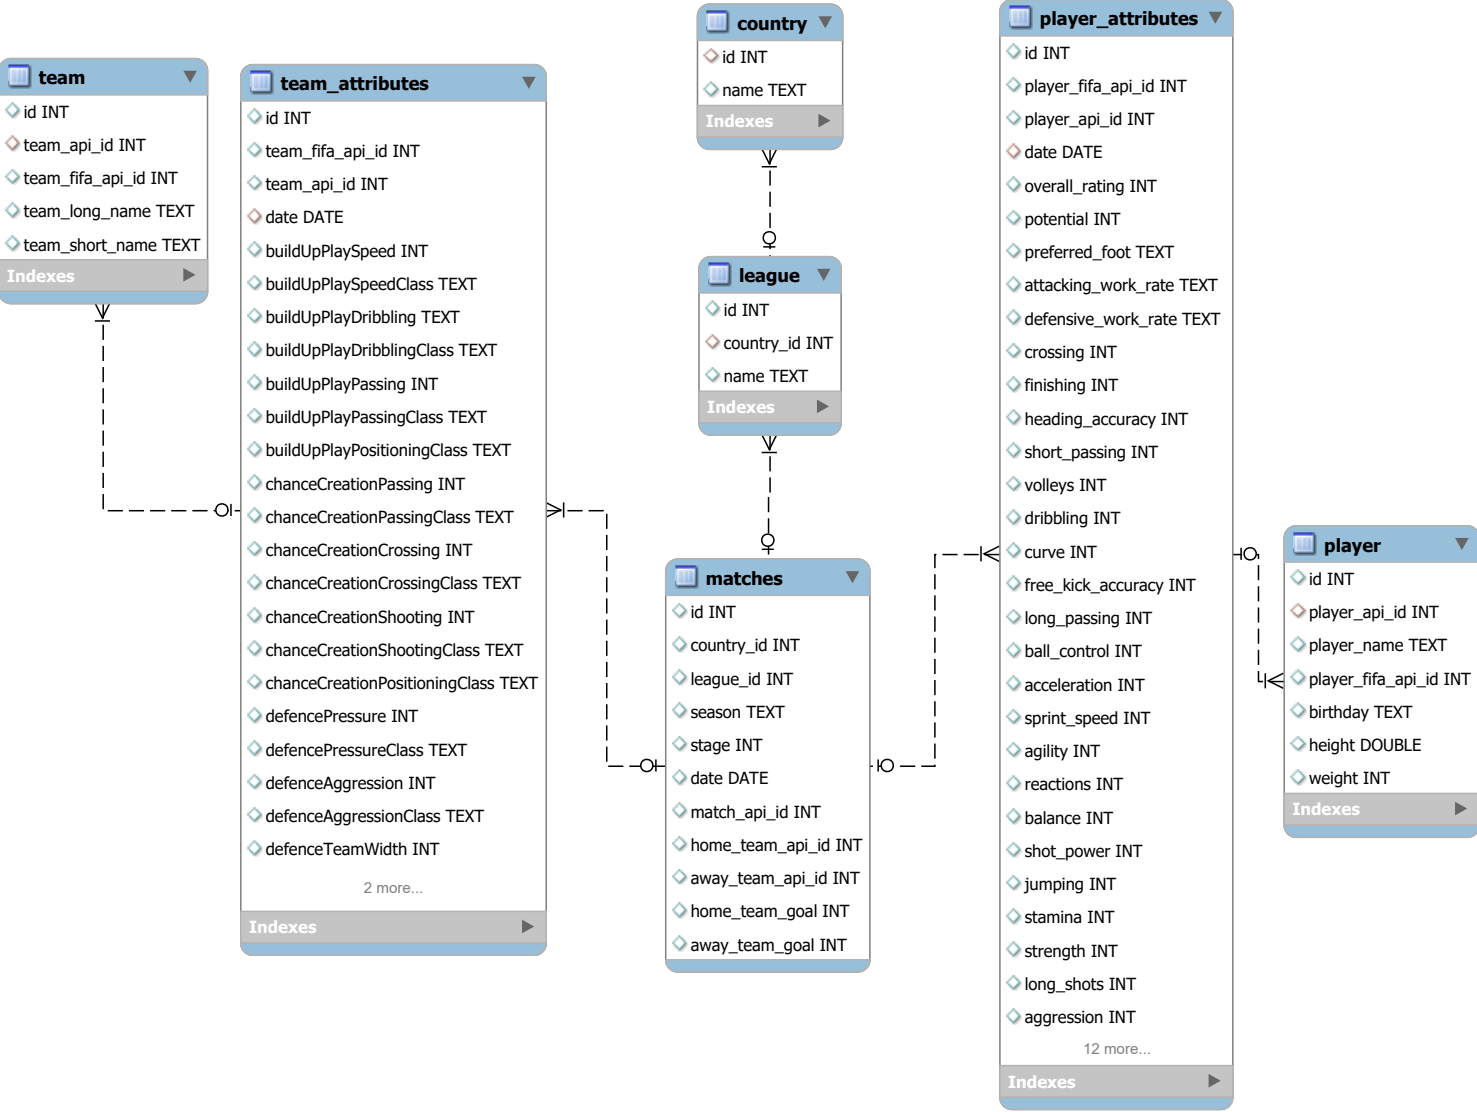 team
id INT
team_api_id INT
team_fifa_api_id INT
team_long_name TEXT
team_short_name TEXT
Indexes
team_attributes
id INT
team_fifa_api_id INT
team_api_id INT
date DATE
buildUpPlaySpeed INT
buildUpPlaySpeedClass TEXT
buildUpPlayDribbling TEXT
buildUpPlayDribblingClass TEXT
buildUpPlayPassing INT
buildUpPlayPassingClass TEXT
buildUpPlayPositioningClass TEXT
chanceCreationPassing INT
chanceCreationPassingClass TEXT
chanceCreationCrossing INT
chanceCreationCrossingClass TEXT
chanceCreationShooting INT
chanceCreationShootingClass TEXT
chanceCreationPositioningClass TEXT
defencePressure INT
defencePressureClass TEXT
defenceAggression INT
defenceAggressionClass TEXT
defenceTeamWidth INT
2 more...
Indexes
country
id INT
name TEXT
Indexes
league
id INT
country_id INT
name TEXT
Indexes
matches
id INT
country_id INT
league_id INT
season TEXT
stage INT
date DATE
match_api_id INT
home_team_api_id INT
away_team_api_id INT
home_team_goal INT
away_team_goal INT
player_attributes
id INT
player_fifa_api_id INT
player_api_id INT
date DATE
overall_rating INT
potential INT
preferred_foot TEXT
attacking_work_rate TEXT
defensive_work_rate TEXT
crossing INT
finishing INT
heading_accuracy INT
short_passing INT
volleys INT
dribbling INT
curve INT
free_kick_accuracy INT
long_passing INT
ball_control INT
acceleration INT
sprint_speed INT
agility INT
reactions INT
balance INT
shot_power INT
jumping INT
stamina INT
strength INT
long_shots INT
aggression INT
12 more...
Indexes
player
id INT
player_api_id INT
player_name TEXT
player_fifa_api_id INT
birthday TEXT
height DOUBLE
weight INT
Indexes